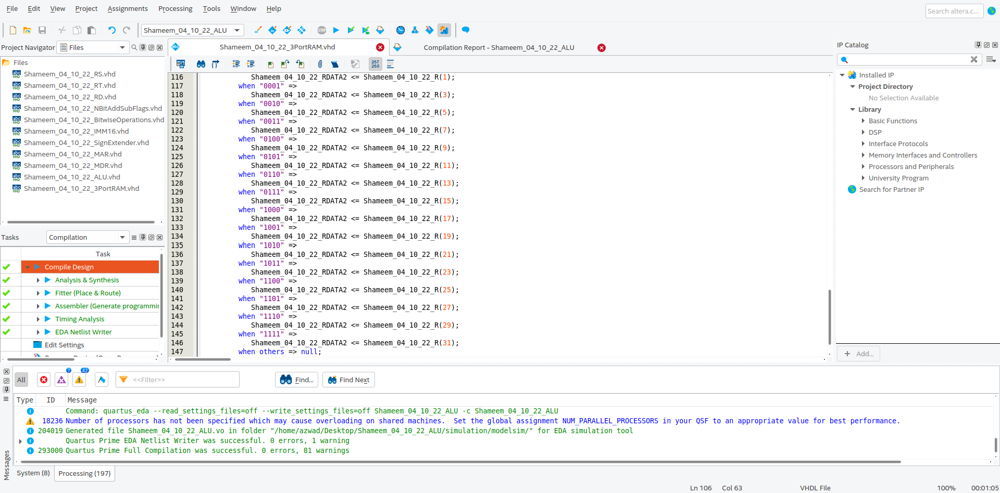 File Edit View Project Assignments Processing Tools Window Help
Search altera.c...
Shameem_04_10_22_ALU
Project Navigator Files
Files
Shameem_04_10_22_RS.vhd
Shameem_04_10_22_RT.vhd
Shameem_04_10_22_RD.vhd
Shameem_04_10_22_NBitAddSubFlags.vhd
Shameem_04_10_22_BitwiseOperations.vhd
Shameem_04_10_22_IMM16.vhd
Shameem_04_10_22_SignExtender.vhd
Shameem_04_10_22_MAR.vhd
Shameem_04_10_22_MDR.vhd
Shameem_04_10_22_ALU.vhd
Shameem_04_10_22_3PortRAM.vhd
Tasks Compilation
Task
Compile Design
Analysis & Synthesis
Fitter (Place & Route)
Assembler (Generate programmin
Timing Analysis
EDA Netlist Writer
Edit Settings
Shameem_04_10_22_3PortRAM.vhd
Compilation Report - Shameem_04_10_22_ALU
267
268
116 Shameem_04_10_22_RDATA2 <= Shameem_04_10_22_R(1);
117 when "0001" =>
118 Shameem_04_10_22_RDATA2 <= Shameem_04_10_22_R(3);
119 when "0010" =>
120 Shameem_04_10_22_RDATA2 <= Shameem_04_10_22_R(5);
121 when "0011" =>
122 Shameem_04_10_22_RDATA2 <= Shameem_04_10_22_R(7);
123 when "0100" =>
124 Shameem_04_10_22_RDATA2 <= Shameem_04_10_22_R(9);
125 when "0101" =>
126 Shameem_04_10_22_RDATA2 <= Shameem_04_10_22_R(11);
127 when "0110" =>
128 Shameem_04_10_22_RDATA2 <= Shameem_04_10_22_R(13);
129 when "0111" =>
130 Shameem_04_10_22_RDATA2 <= Shameem_04_10_22_R(15);
131 when "1000" =>
132 Shameem_04_10_22_RDATA2 <= Shameem_04_10_22_R(17);
133 when "1001" =>
134 Shameem_04_10_22_RDATA2 <= Shameem_04_10_22_R(19);
135 when "1010" =>
136 Shameem_04_10_22_RDATA2 <= Shameem_04_10_22_R(21);
137 when "1011" =>
138 Shameem_04_10_22_RDATA2 <= Shameem_04_10_22_R(23);
139 when "1100" =>
140 Shameem_04_10_22_RDATA2 <= Shameem_04_10_22_R(25);
141 when "1101" =>
142 Shameem_04_10_22_RDATA2 <= Shameem_04_10_22_R(27);
143 when "1110" =>
144 Shameem_04_10_22_RDATA2 <= Shameem_04_10_22_R(29);
145 when "1111" =>
146 Shameem_04_10_22_RDATA2 <= Shameem_04_10_22_R(31);
147 when others => null;
IP Catalog
Installed IP
Project Directory
No Selection Available
Library
Basic Functions
DSP
Interface Protocols
Memory Interfaces and Controllers
Processors and Peripherals
University Program
Search for Partner IP
+ Add...
All 7 42 <<Filter>> Find... Find Next
Type ID Message
Command: quartus_eda --read_settings_files=off --write_settings_files=off Shameem_04_10_22_ALU -c Shameem_04_10_22_ALU
18236 Number of processors has not been specified which may cause overloading on shared machines. Set the global assignment NUM_PARALLEL_PROCESSORS in your QSF to an appropriate value for best performance.
204019 Generated file Shameem_04_10_22_ALU.vo in folder "/home/azwad/Desktop/Shameem_04_10_22_ALU/simulation/modelsim/" for EDA simulation tool
Quartus Prime EDA Netlist Writer was successful. 0 errors, 1 warning
293000 Quartus Prime Full Compilation was successful. 0 errors, 81 warnings
Messages
System (8) Processing (197)
Ln 106 Col 63 VHDL File 100% 00:01:05